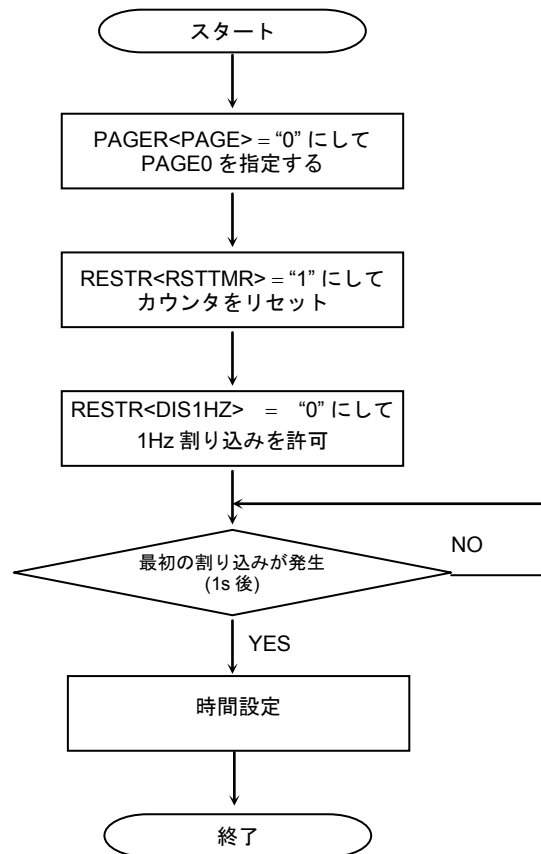 スタート
PAGER<PAGE> = “0” にして
PAGE0 を指定する
RESTR<RSTTMR> = “1” にして
カウンタをリセット
RESTR<DIS1HZ> = “0” にして
1Hz 割り込みを許可
最初の割り込みが発生
(1s 後)
NO
YES
時間設定
終了